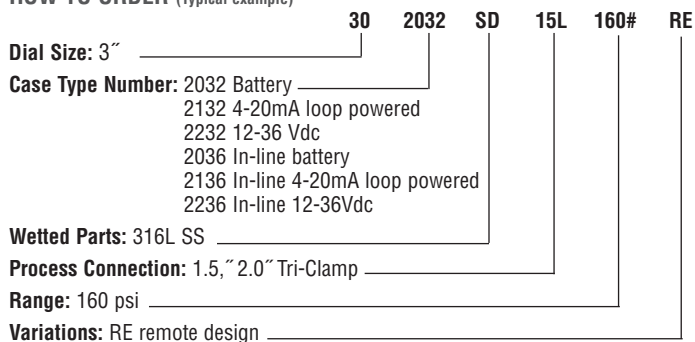 HOW TO ORDER (Typical example)
30 2032 SD 15L 160# RE
Dial Size: 3˝
Case Type Number: 2032 Battery
2132 4-20mA loop powered
2232 12-36 Vdc
2036 In-line battery
2136 In-line 4-20mA loop powered
2236 In-line 12-36Vdc
Wetted Parts: 316L SS
Process Connection: 1.5,˝ 2.0˝ Tri-Clamp
Range: 160 psi
Variations: RE remote design